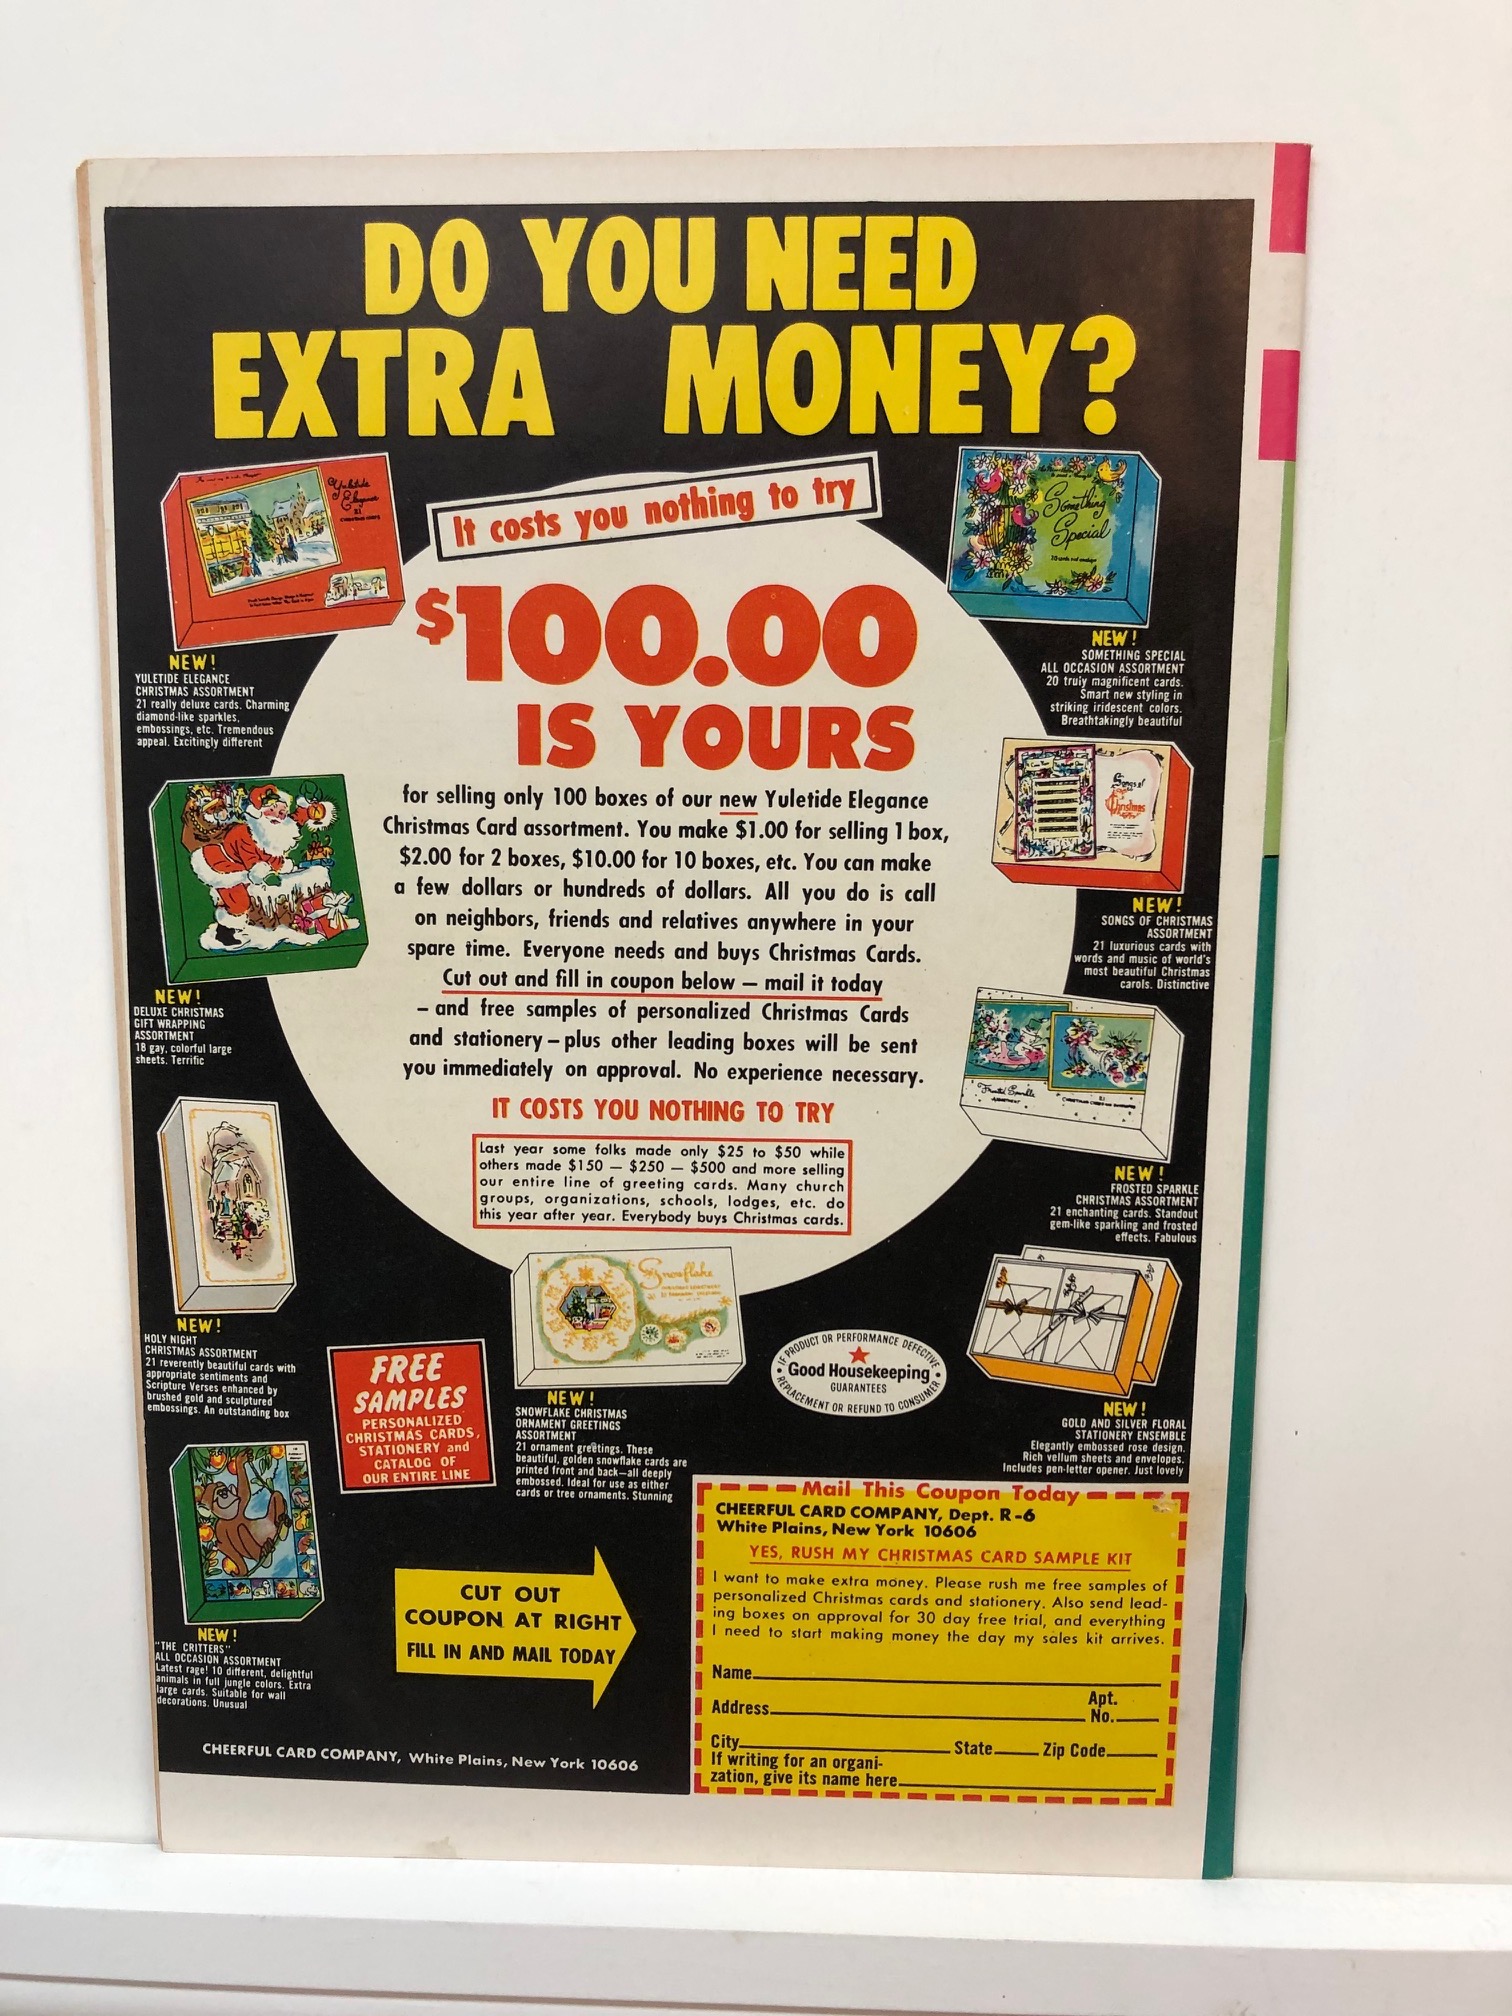 DO YOU NEED
EXTRA MONEY?
It costs you nothing to try
$100.00
IS YOURS
for selling only 100 boxes of our new Yuletide Elegance
Christmas Card assortment. You make $1.00 for selling 1 box,
$2.00 for 2 boxes, $10.00 for 10 boxes, etc. You can make
a few dollars or hundreds of dollars. All you do is call
on neighbors, friends and relatives anywhere in your
spare time. Everyone needs and buys Christmas Cards.
Cut out and fill in coupon below — mail it today
– and free samples of personalized Christmas Cards
and stationery – plus other leading boxes will be sent
you immediately on approval. No experience necessary.
IT COSTS YOU NOTHING TO TRY
Last year some folks made only $25 to $50 while
others made $150 — $250 — $500 and more selling
our entire line of greeting cards. Many church
groups, organizations, schools, lodges, etc. do
this year after year. Everybody buys Christmas cards.
Yuletide
Elegance
21
CHRISTMAS CARDS
NEW!
YULETIDE ELEGANCE
CHRISTMAS ASSORTMENT
21 really deluxe cards. Charming
diamond-like sparkles,
embossings, etc. Tremendous
appeal. Excitingly different
NEW!
DELUXE CHRISTMAS
GIFT WRAPPING
ASSORTMENT
18 gay, colorful large
sheets. Terrific
NEW!
HOLY NIGHT
CHRISTMAS ASSORTMENT
21 reverently beautiful cards with
appropriate sentiments and
Scripture Verses enhanced by
brushed gold and sculptured
embossings. An outstanding box
NEW!
"THE CRITTERS"
ALL OCCASION ASSORTMENT
Latest rage! 10 different, delightful
animals in full jungle colors. Extra
large cards. Suitable for wall
decorations. Unusual
Something
Special
NEW!
SOMETHING SPECIAL
ALL OCCASION ASSORTMENT
20 truly magnificent cards.
Smart new styling in
striking iridescent colors.
Breathtakingly beautiful
Songs of
Christmas
NEW!
SONGS OF CHRISTMAS
ASSORTMENT
21 luxurious cards with
words and music of world's
most beautiful Christmas
carols. Distinctive
Frosted Sparkle
ASSORTMENT
21
NEW!
FROSTED SPARKLE
CHRISTMAS ASSORTMENT
21 enchanting cards. Standout
gem-like sparkling and frosted
effects. Fabulous
NEW!
GOLD AND SILVER FLORAL
STATIONERY ENSEMBLE
Elegantly embossed rose design.
Rich vellum sheets and envelopes.
Includes pen-letter opener. Just lovely
FREE
SAMPLES
PERSONALIZED
CHRISTMAS CARDS,
STATIONERY and
CATALOG OF
OUR ENTIRE LINE
Snowflake
NEW!
SNOWFLAKE CHRISTMAS
ORNAMENT GREETINGS
ASSORTMENT
21 ornament greetings. These
beautiful, golden snowflake cards are
printed front and back—all deeply
embossed. Ideal for use as either
cards or tree ornaments. Stunning
IF PRODUCT OR PERFORMANCE DEFECTIVE
Good Housekeeping
GUARANTEES
REPLACEMENT OR REFUND TO CONSUMER
CUT OUT
COUPON AT RIGHT
FILL IN AND MAIL TODAY
CHEERFUL CARD COMPANY, White Plains, New York 10606
Mail This Coupon Today
CHEERFUL CARD COMPANY, Dept. R-6
White Plains, New York 10606
YES, RUSH MY CHRISTMAS CARD SAMPLE KIT
I want to make extra money. Please rush me free samples of
personalized Christmas cards and stationery. Also send lead-
ing boxes on approval for 30 day free trial, and everything
I need to start making money the day my sales kit arrives.
Name
Address Apt. No.
City State Zip Code
If writing for an organi-
zation, give its name here